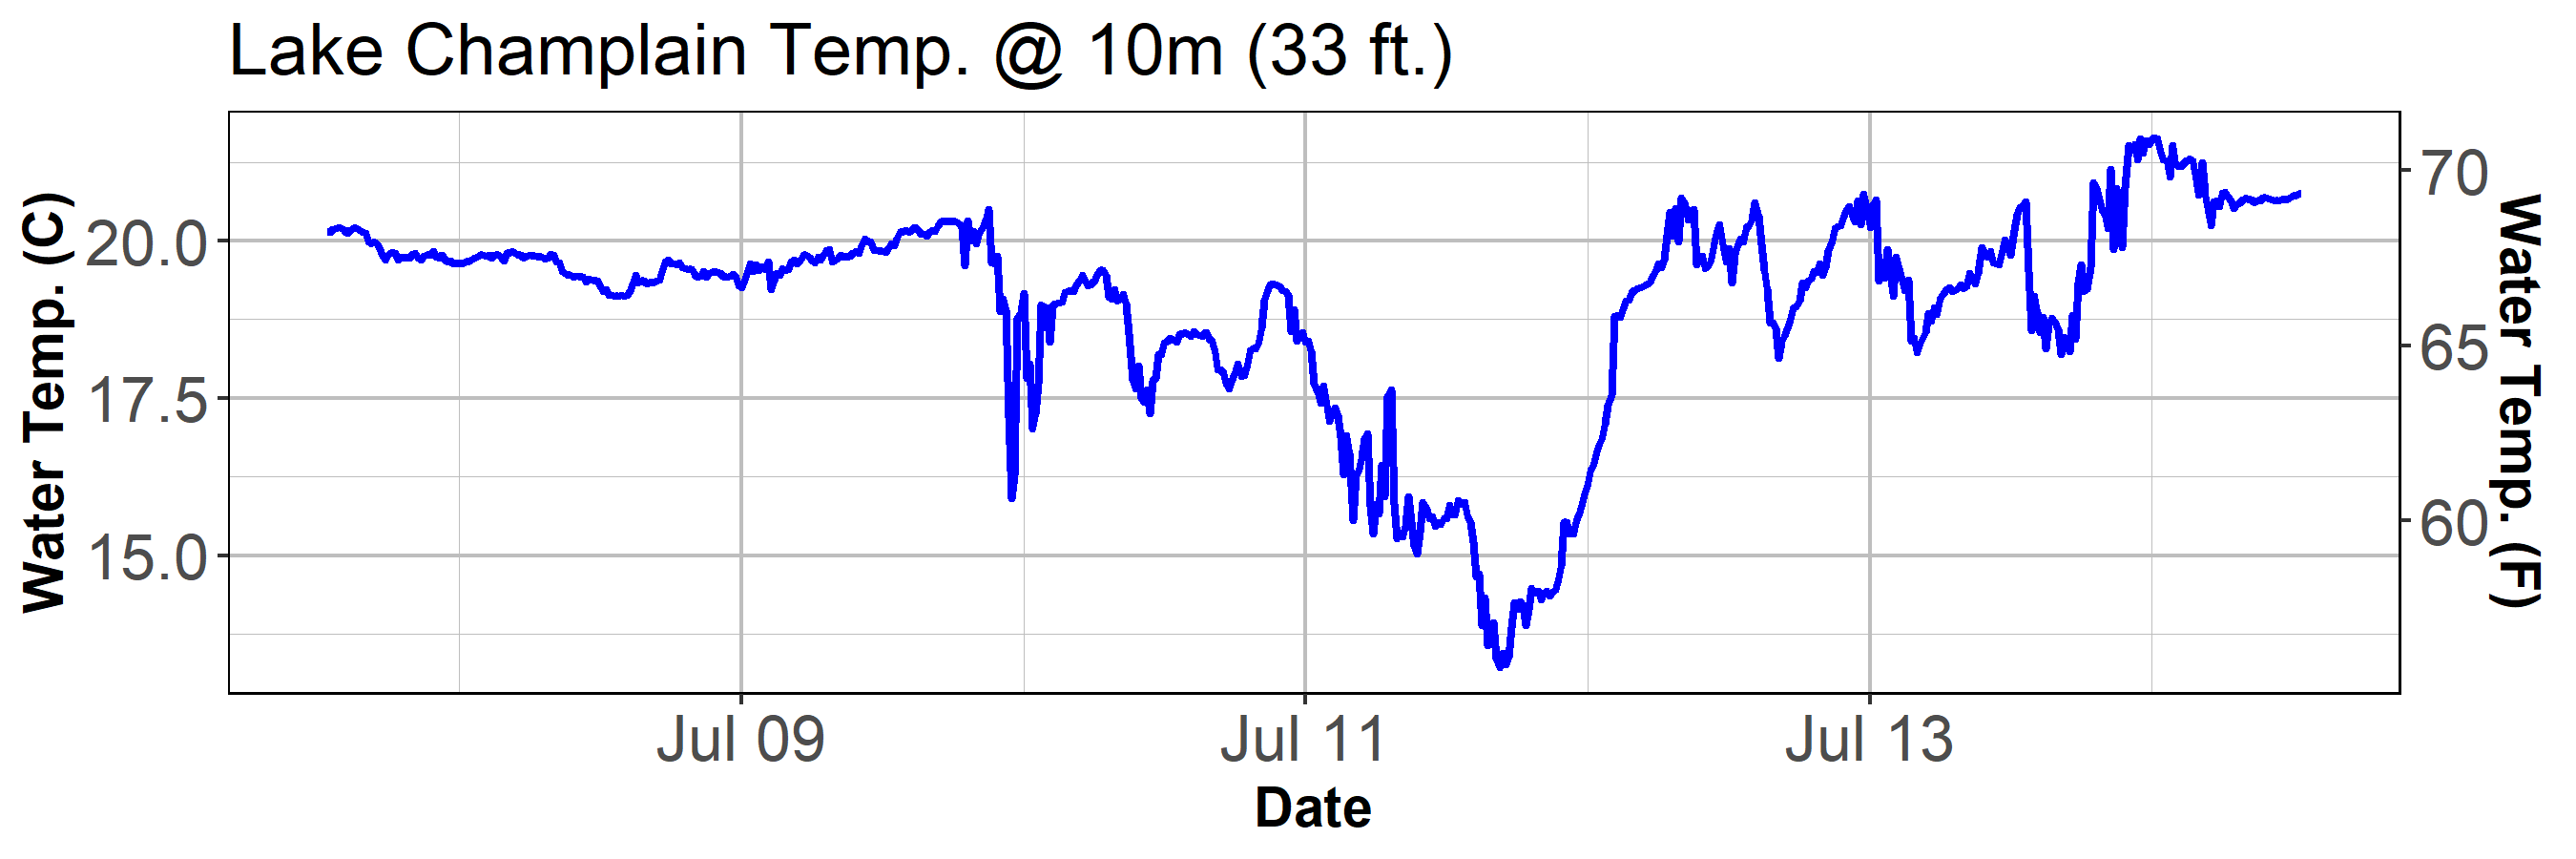 Lake Champlain Temp. @ 10m (33 ft.)
Water Temp. (C)
20.0
17.5
15.0
70
65
60
Water Temp. (F)
Jul 09
Jul 11
Jul 13
Date